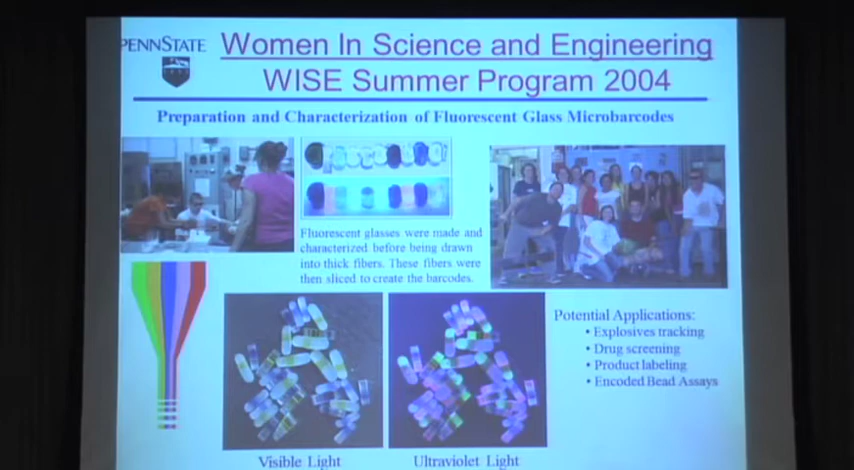 PENNSTATE
Women In Science and Engineering
WISE Summer Program 2004
Preparation and Characterization of Fluorescent Glass Microbarcodes
Fluorescent glasses were made and
characterized before being drawn
into thick fibers. These fibers were
then sliced to create the barcodes.
Potential Applications:
• Explosives tracking
• Drug screening
• Product labeling
• Encoded Bead Assays
Visible Light
Ultraviolet Light